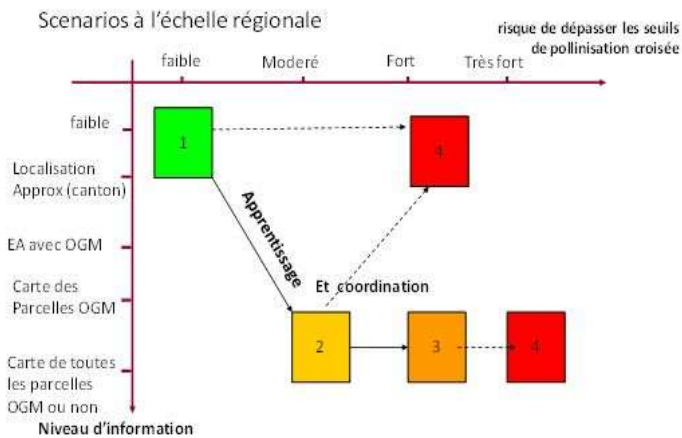 Scenarios à l'échelle régionale
risque de dépasser les seuils
de pollinisation croisée
faible
Moderé
Fort
Très fort
faible
1
4
Localisation
Approx (canton)
Apprentissage
EA avec OGM
Et coordination
Carte des
Parcelles OGM
2
3
4
Carte de toutes
les parcelles
OGM ou non
Niveau d'information